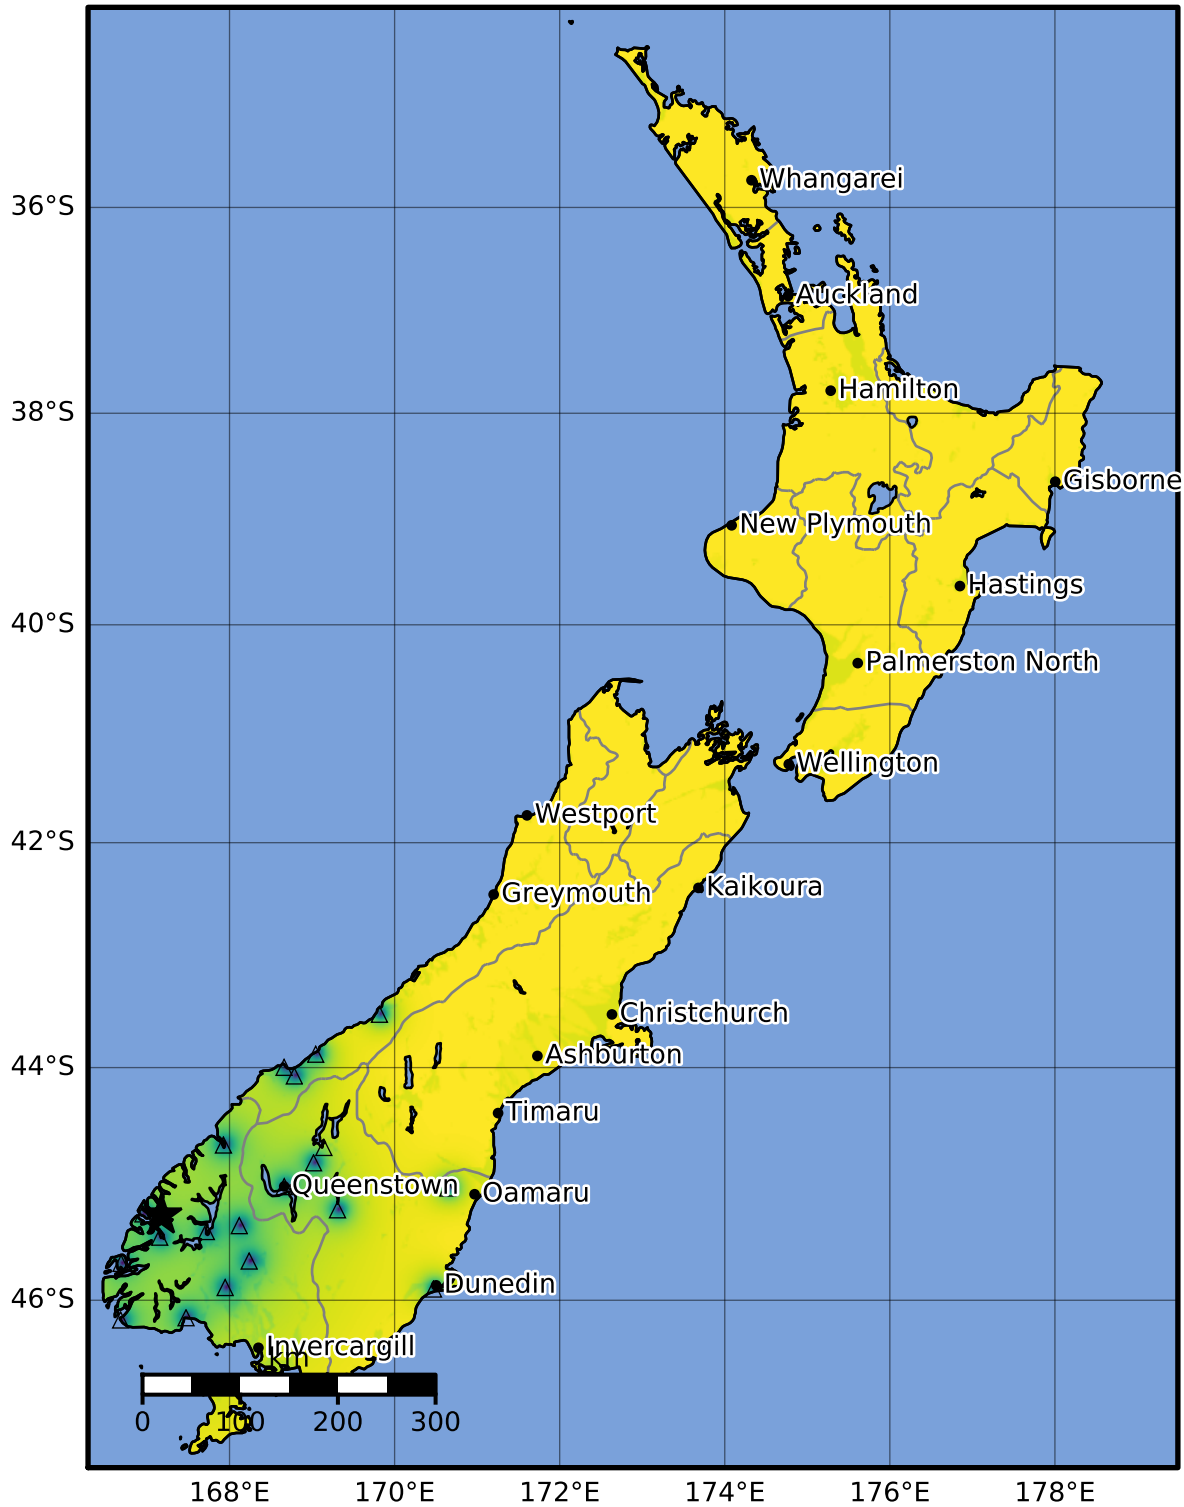 Whangarei
36°S
Auckland
Hamilton
38°S
Gisborne
New Plymouth
Hastings
40°S
Palmerston North
Wellington
Westport
42°S
Kaikoura
Greymouth
Christchurch
Ashburton
44°S
Timaru
Queenstown
Oamaru
Dunedin
46°S
Invercargill
km
0 100 200 300
168°E 170°E 172°E 174°E 176°E 178°E